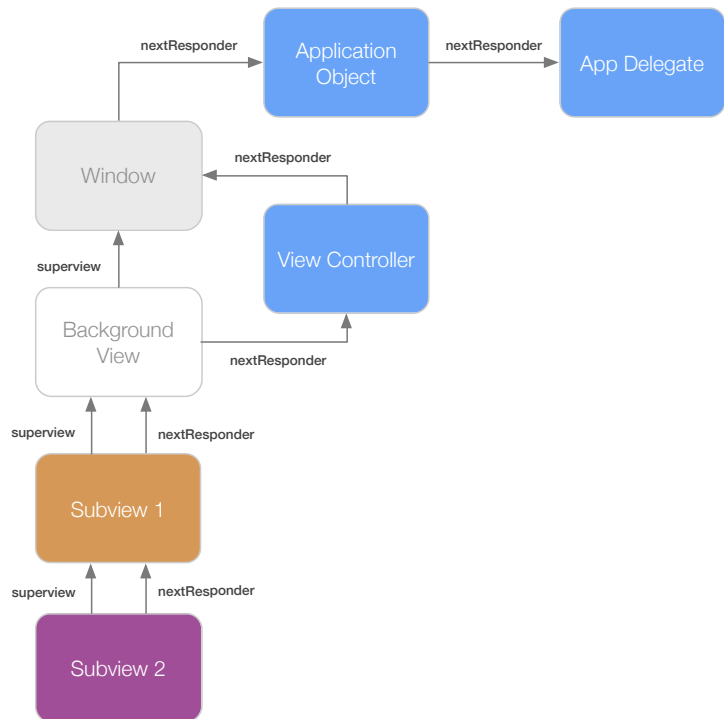 nextResponder
Application
Object
nextResponder
App Delegate
Window
nextResponder
View Controller
superview
Background
View
nextResponder
superview
nextResponder
Subview 1
superview
nextResponder
Subview 2